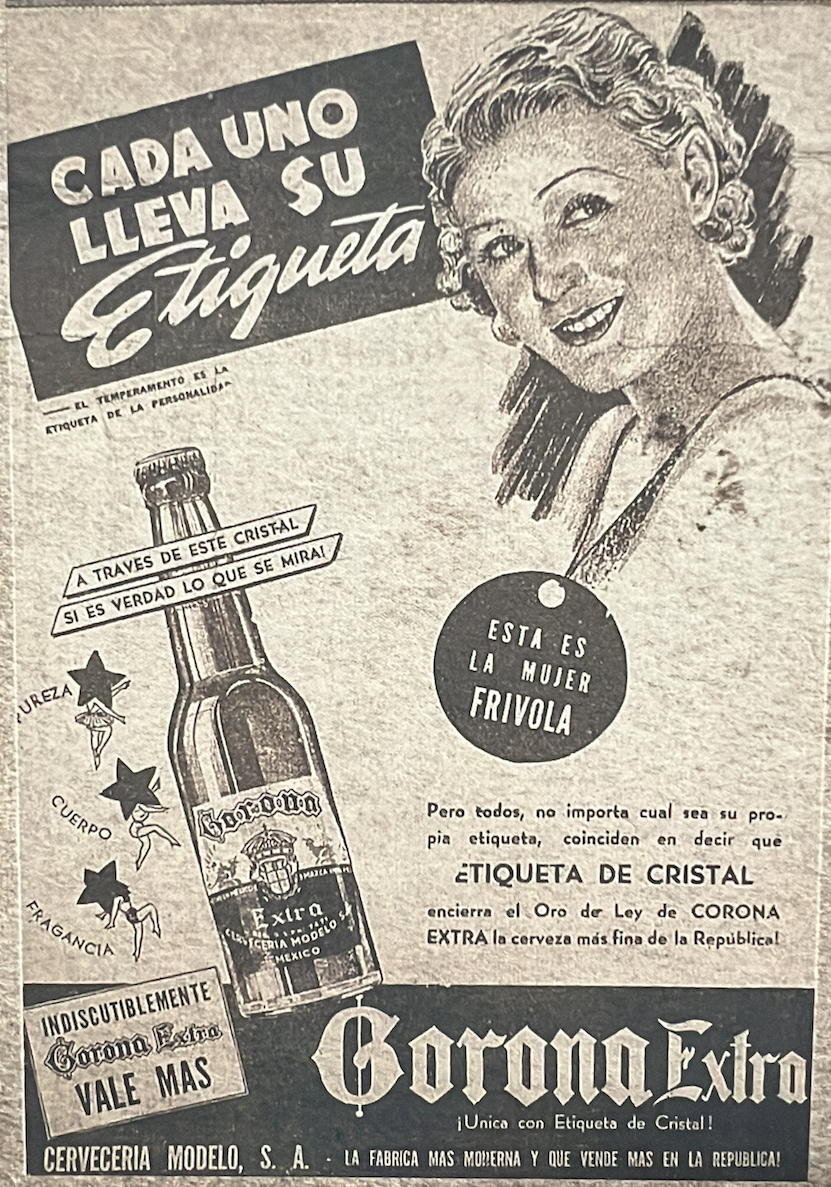 CADA UNO
LLEVA SU
Etiqueta
— EL TEMPERAMENTO ES LA
ETIQUETA DE LA PERSONALIDAD
A TRAVES DE ESTE CRISTAL
SI ES VERDAD LO QUE SE MIRA!
PUREZA
CUERPO
FRAGANCIA
Corona
Extra
CERVECERIA MODELO S.A.
MEXICO
ESTA ES
LA MUJER
FRIVOLA
Pero todos, no importa cual sea su pro-
pia etiqueta, coinciden en decir que
ETIQUETA DE CRISTAL
encierra el Oro de Ley de CORONA
EXTRA la cerveza más fina de la República!
INDISCUTIBLEMENTE
Corona Extra
VALE MAS
Corona Extra
¡Unica con Etiqueta de Cristal!
CERVECERIA MODELO, S. A. - LA FABRICA MAS MODERNA Y QUE VENDE MAS EN LA REPUBLICA!